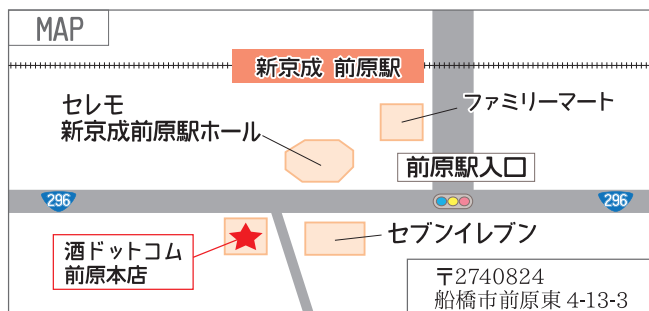 MAP
新京成 前原駅
セレモ
新京成前原駅ホール
ファミリーマート
前原駅入口
296
296
酒ドットコム
前原本店
セブンイレブン
〒2740824
船橋市前原東 4-13-3